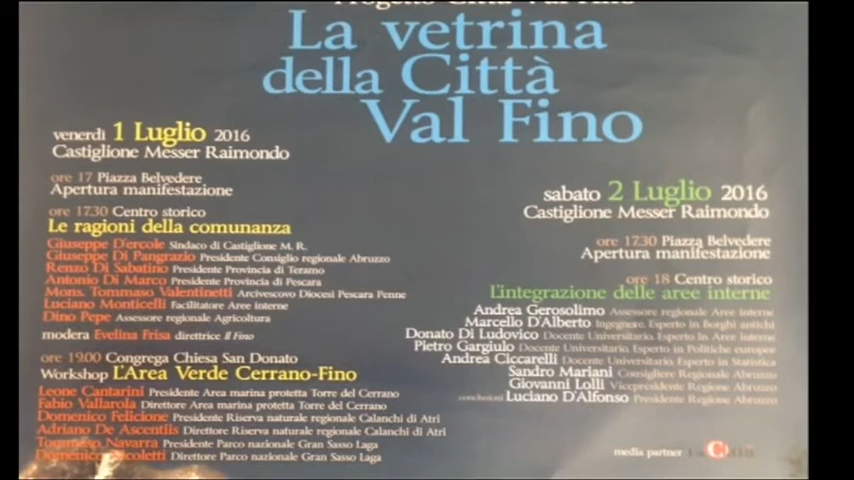 Progetto Città Val Fino
La vetrina
della Città
Val Fino
venerdì 1 Luglio 2016
Castiglione Messer Raimondo
ore 17 Piazza Belvedere
Apertura manifestazione
ore 17.30 Centro storico
Le ragioni della comunanza
Giuseppe D'ercole Sindaco di Castiglione M. R.
Giuseppe Di Pangrazio Presidente Consiglio regionale Abruzzo
Renzo Di Sabatino Presidente Provincia di Teramo
Antonio Di Marco Presidente Provincia di Pescara
Mons. Tommaso Valentinetti Arcivescovo Diocesi Pescara Penne
Luciano Monticelli Facilitatore Aree interne
Dino Pepe Assessore regionale Agricoltura
modera Evelina Frisa direttrice Il Fino
ore 19.00 Congrega Chiesa San Donato
Workshop L'Area Verde Cerrano-Fino
Leone Cantarini Presidente Area marina protetta Torre del Cerrano
Fabio Vallarola Direttore Area marina protetta Torre del Cerrano
Domenico Felicione Presidente Riserva naturale regionale Calanchi di Atri
Adriano De Ascentiis Direttore Riserva naturale regionale Calanchi di Atri
Tommaso Navarra Presidente Parco nazionale Gran Sasso Laga
Domenico Nicoletti Direttore Parco nazionale Gran Sasso Laga
sabato 2 Luglio 2016
Castiglione Messer Raimondo
ore 17.30 Piazza Belvedere
Apertura manifestazione
ore 18 Centro storico
L'integrazione delle aree interne
Andrea Gerosolimo Assessore regionale Aree interne
Marcello D'Alberto Ingegnere. Esperto in Borghi antichi
Donato Di Ludovico Docente Universitario. Esperto in Aree interne
Pietro Gargiulo Docente Universitario. Esperto in Politiche europee
Andrea Ciccarelli Docente Universitario. Esperto in Statistica
Sandro Mariani Consigliere Regionale Abruzzo
Giovanni Lolli Vicepresidente Regione Abruzzo
conclusioni Luciano D'Alfonso Presidente Regione Abruzzo
media partner